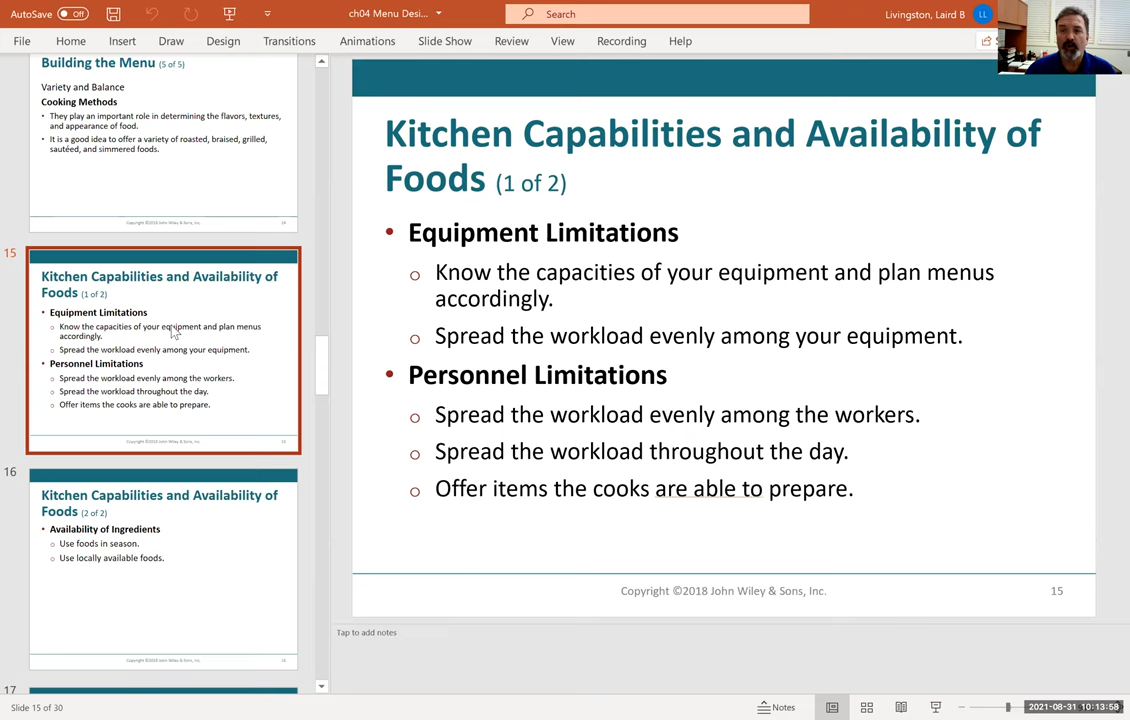 AutoSave Off
ch04 Menu Desi...
Search
Livingston, Laird B
LL
File Home Insert Draw Design Transitions Animations Slide Show Review View Recording Help
Building the Menu (5 of 5)
Variety and Balance
Cooking Methods
• They play an important role in determining the flavors, textures,
and appearance of food.
• It is a good idea to offer a variety of roasted, braised, grilled,
sautéed, and simmered foods.
Copyright ©2018 John Wiley & Sons, Inc. 14
15
Kitchen Capabilities and Availability of
Foods (1 of 2)
• Equipment Limitations
o Know the capacities of your equipment and plan menus
accordingly.
o Spread the workload evenly among your equipment.
• Personnel Limitations
o Spread the workload evenly among the workers.
o Spread the workload throughout the day.
o Offer items the cooks are able to prepare.
Copyright ©2018 John Wiley & Sons, Inc. 15
16
Kitchen Capabilities and Availability of
Foods (2 of 2)
• Availability of Ingredients
o Use foods in season.
o Use locally available foods.
Copyright ©2018 John Wiley & Sons, Inc. 16
17
Kitchen Capabilities and Availability of
Foods (1 of 2)
• Equipment Limitations
o Know the capacities of your equipment and plan menus
accordingly.
o Spread the workload evenly among your equipment.
• Personnel Limitations
o Spread the workload evenly among the workers.
o Spread the workload throughout the day.
o Offer items the cooks are able to prepare.
Copyright ©2018 John Wiley & Sons, Inc. 15
Tap to add notes
Slide 15 of 30
Notes
2021-08-31 10:13:58